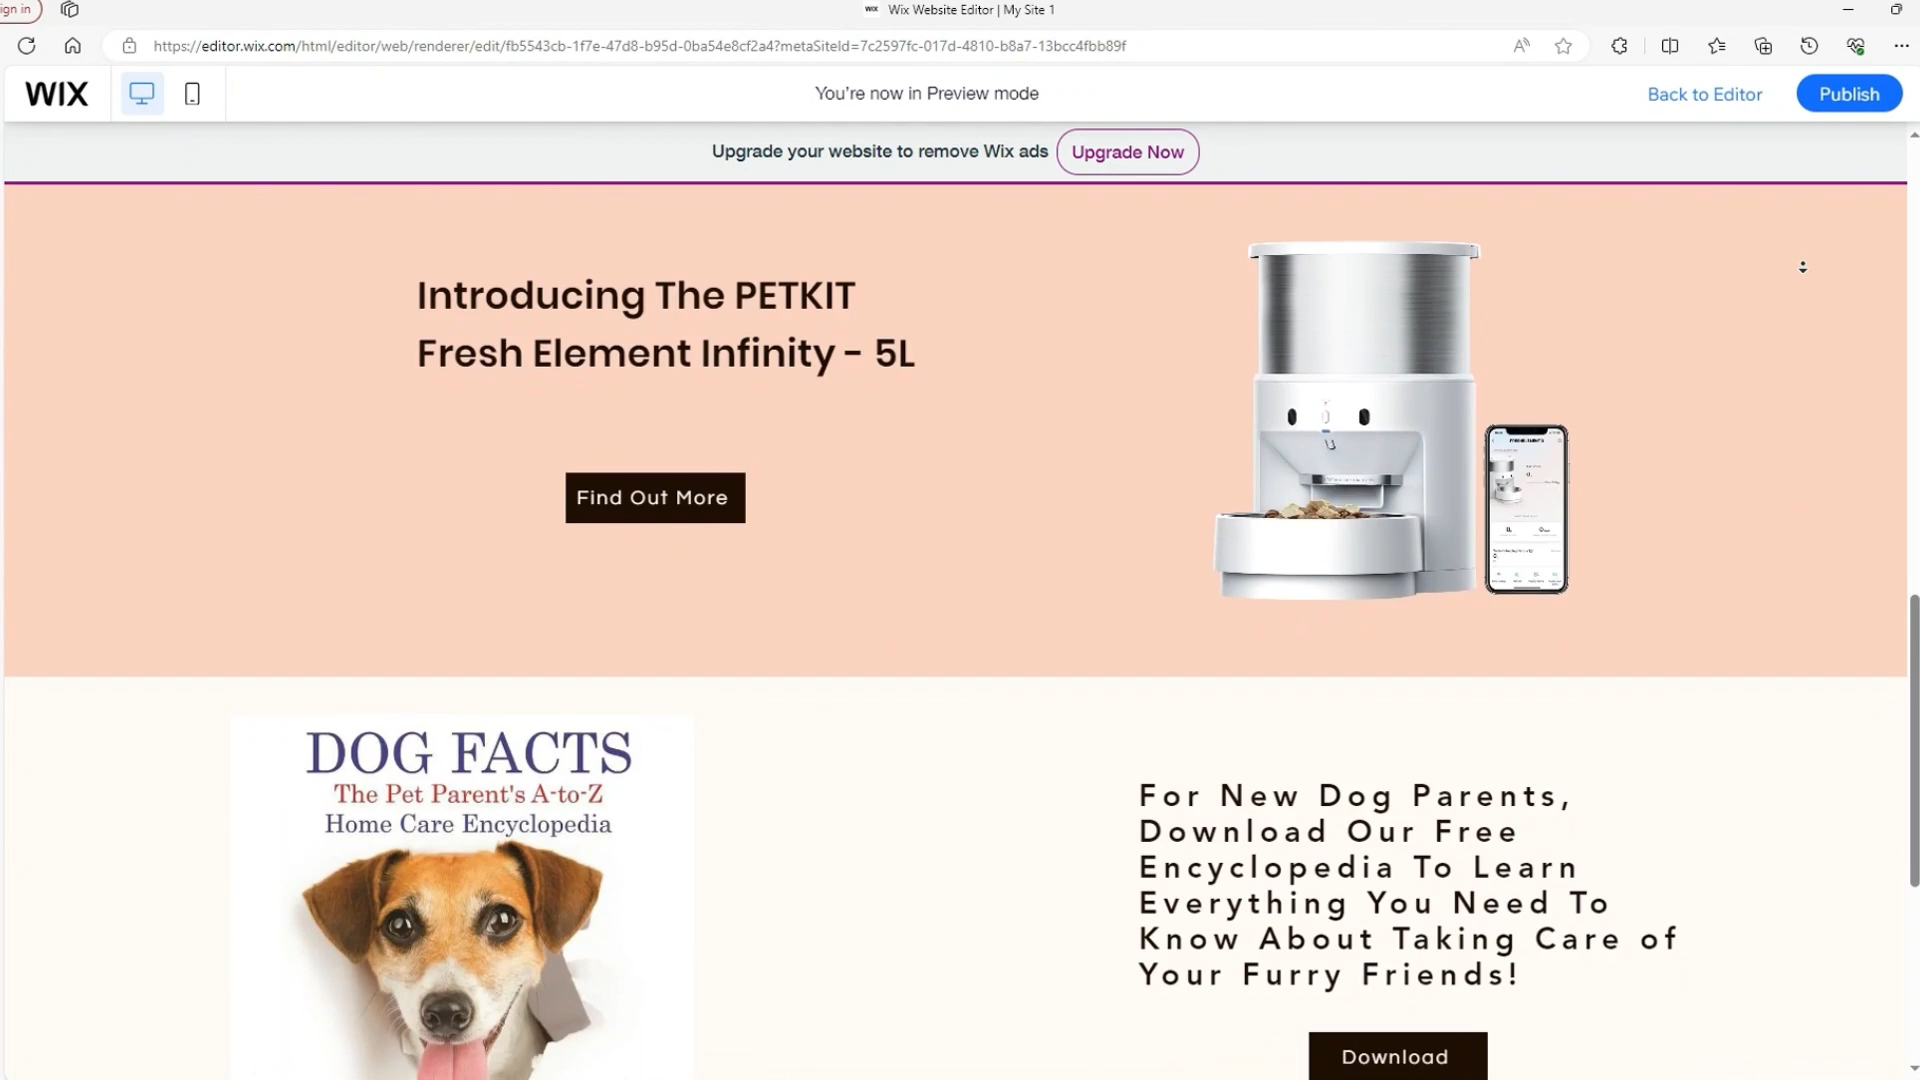 ign in
WIX Wix Website Editor | My Site 1
https://editor.wix.com/html/editor/web/renderer/edit/fb5543cb-1f7e-47d8-b95d-0ba54e8cf2a4?metaSiteId=7c2597fc-017d-4810-b8a7-13bcc4fbb89f
WIX
You're now in Preview mode
Back to Editor
Publish
Upgrade your website to remove Wix ads
Upgrade Now
Introducing The PETKIT
Fresh Element Infinity - 5L
Find Out More
DOG FACTS
The Pet Parent's A-to-Z
Home Care Encyclopedia
For New Dog Parents,
Download Our Free
Encyclopedia To Learn
Everything You Need To
Know About Taking Care of
Your Furry Friends!
Download